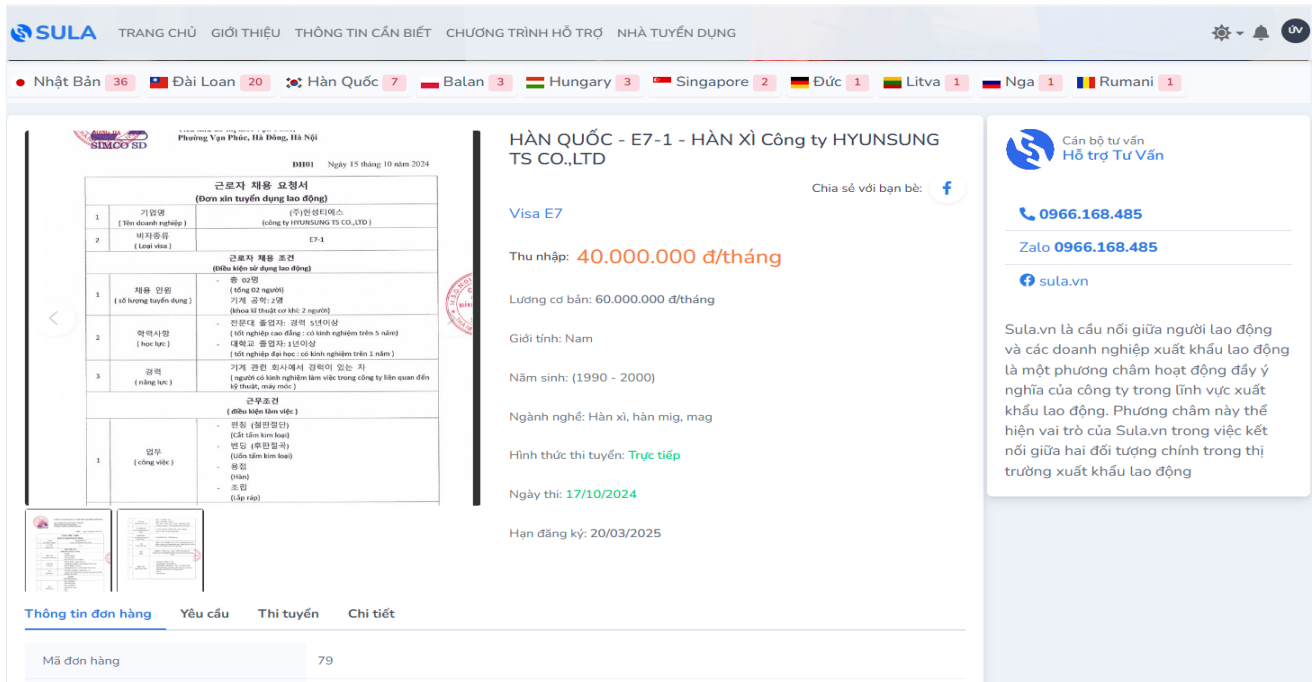 SULA TRANG CHỦ GIỚI THIỆU THÔNG TIN CẦN BIẾT CHƯƠNG TRÌNH HỖ TRỢ NHÀ TUYỂN DỤNG ỨV
Nhật Bản 36 Đài Loan 20 Hàn Quốc 7 Balan 3 Hungary 3 Singapore 2 Đức 1 Litva 1 Nga 1 Rumani 1
SIMCO SD
Phường Vạn Phúc, Hà Đông, Hà Nội
ĐH01 Ngày 15 tháng 10 năm 2024
근로자 채용 요청서
(Đơn xin tuyển dụng lao động)
1 기업명 (주)현성티에스
( Tên doanh nghiệp ) (công ty HYUNSUNG TS CO.,LTD )
2 비자종류 E7-1
( Loại visa )
근로자 채용 조건
(Điều kiện sử dụng lao động)
1 채용 인원 - 총 02명
( số lượng tuyển dụng ) ( tổng 02 người)
기계 공학: 2명
(khoa kĩ thuật cơ khí: 2 người)
2 학력사항 - 전문대 졸업자: 경력 5년이상
( học lực ) ( tốt nghiệp cao đẳng : có kinh nghiệm trên 5 năm)
- 대학교 졸업자: 1년이상
( tốt nghiệp đại học : có kinh nghiệm trên 1 năm )
3 경력 기계 관련 회사에서 경력이 있는 자
( năng lực ) ( người có kinh nghiệm làm việc trong công ty liên quan đến
kỹ thuật, máy móc )
근무조건
( điều kiện làm việc )
1 업무 - 펀칭 (철판절단)
( công việc ) (Cắt tấm kim loại)
- 벤딩 (후판절곡)
(Uốn tấm kim loại)
- 용접
(Hàn)
- 조립
(Lắp ráp)
HÀN QUỐC - E7-1 - HÀN XÌ Công ty HYUNSUNG
TS CO.,LTD
Chia sẻ với bạn bè:
Visa E7
Thu nhập: 40.000.000 đ/tháng
Lương cơ bản: 60.000.000 đ/tháng
Giới tính: Nam
Năm sinh: (1990 - 2000)
Ngành nghề: Hàn xì, hàn mig, mag
Hình thức thi tuyển: Trực tiếp
Ngày thi: 17/10/2024
Hạn đăng ký: 20/03/2025
Cán bộ tư vấn
Hỗ trợ Tư Vấn
0966.168.485
Zalo 0966.168.485
sula.vn
Sula.vn là cầu nối giữa người lao động
và các doanh nghiệp xuất khẩu lao động
là một phương châm hoạt động đầy ý
nghĩa của công ty trong lĩnh vực xuất
khẩu lao động. Phương châm này thể
hiện vai trò của Sula.vn trong việc kết
nối giữa hai đối tượng chính trong thị
trường xuất khẩu lao động
Thông tin đơn hàng Yêu cầu Thi tuyển Chi tiết
Mã đơn hàng 79